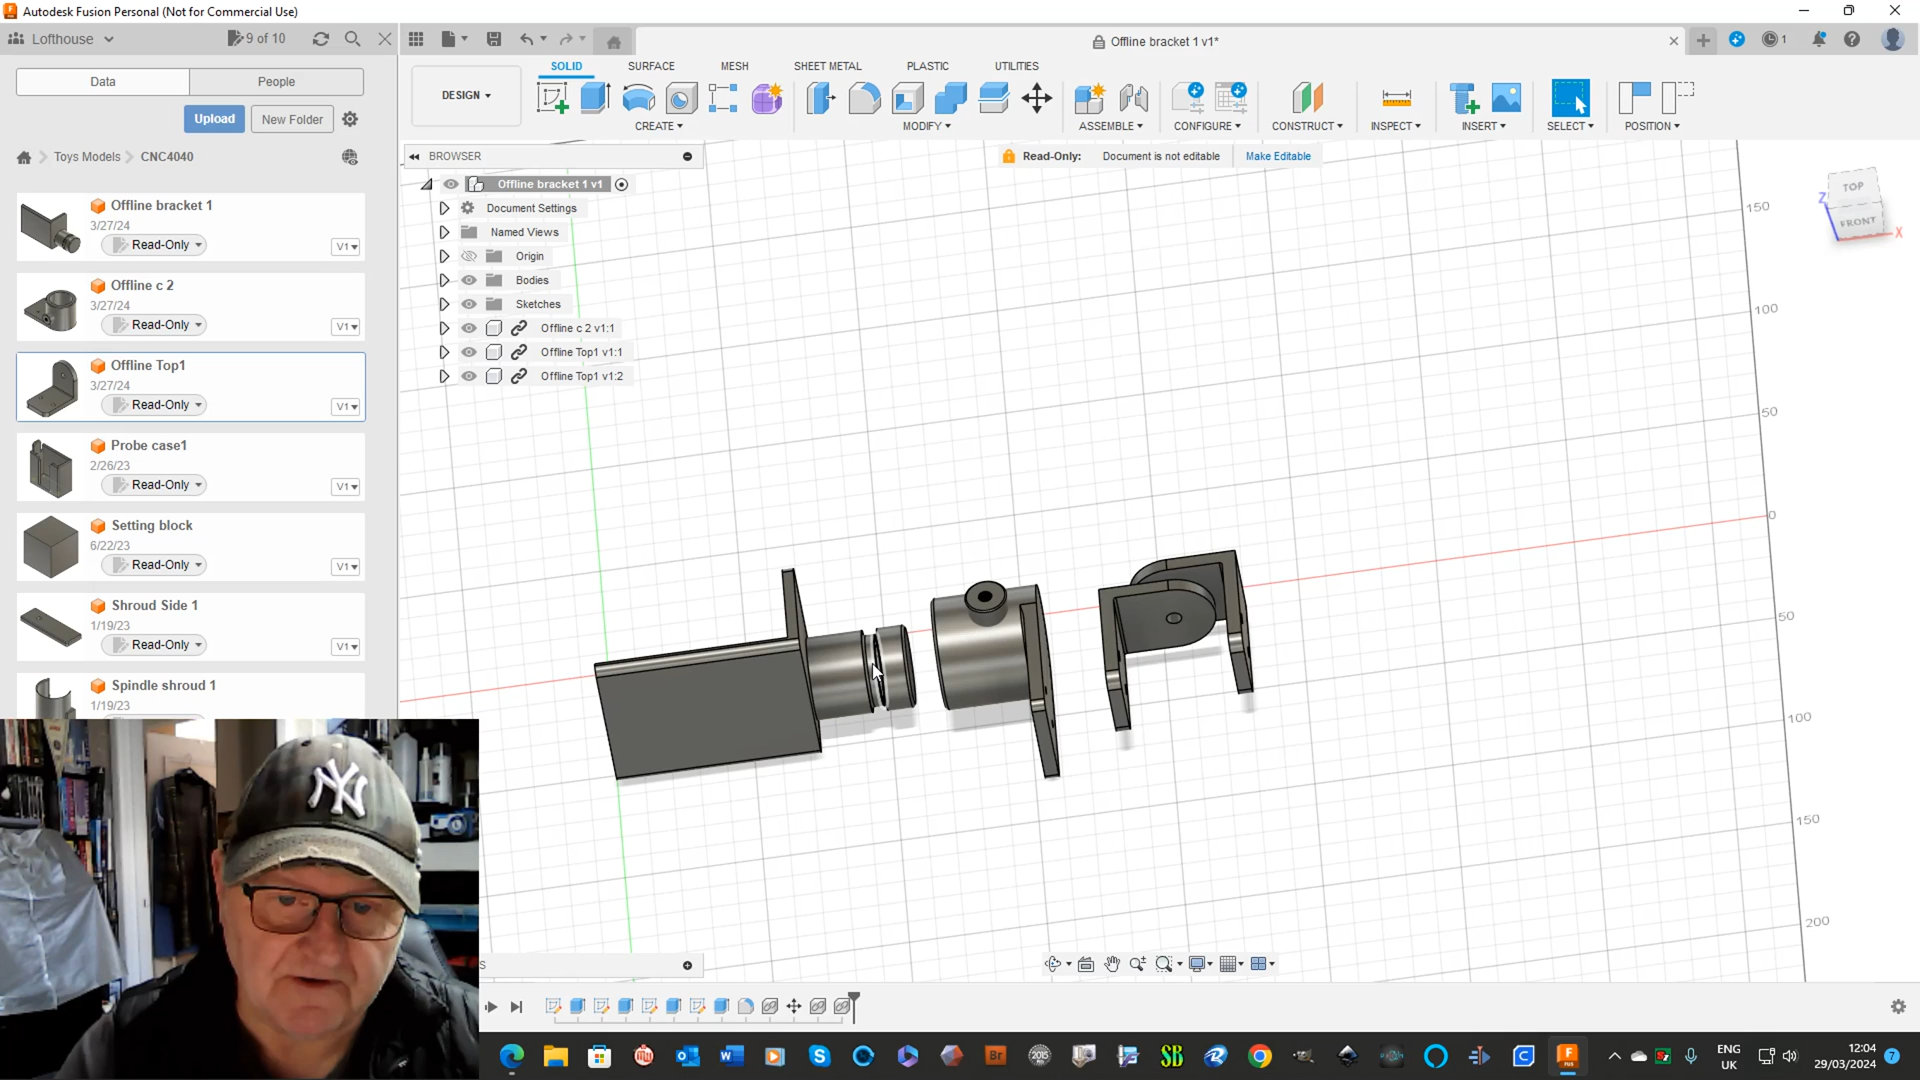 Autodesk Fusion Personal (Not for Commercial Use)
Lofthouse
9 of 10
Offline bracket 1 v1*
1
Data
People
Upload
New Folder
Toys Models
CNC4040
Offline bracket 1
3/27/24
Read-Only
V1
Offline c 2
3/27/24
Read-Only
V1
Offline Top1
3/27/24
Read-Only
V1
Probe case1
2/26/23
Read-Only
V1
Setting block
6/22/23
Read-Only
V1
Shroud Side 1
1/19/23
Read-Only
V1
Spindle shroud 1
1/19/23
DESIGN
SOLID
SURFACE
MESH
SHEET METAL
PLASTIC
UTILITIES
CREATE
MODIFY
ASSEMBLE
CONFIGURE
CONSTRUCT
INSPECT
INSERT
SELECT
POSITION
BROWSER
Read-Only: Document is not editable
Make Editable
Offline bracket 1 v1
Document Settings
Named Views
Origin
Bodies
Sketches
Offline c 2 v1:1
Offline Top1 v1:1
Offline Top1 v1:2
TOP
FRONT
Z
X
150
100
50
0
50
100
150
200
S
NY
Br
2015
SB
C
F
FUS
ENG
UK
12:04
29/03/2024
7